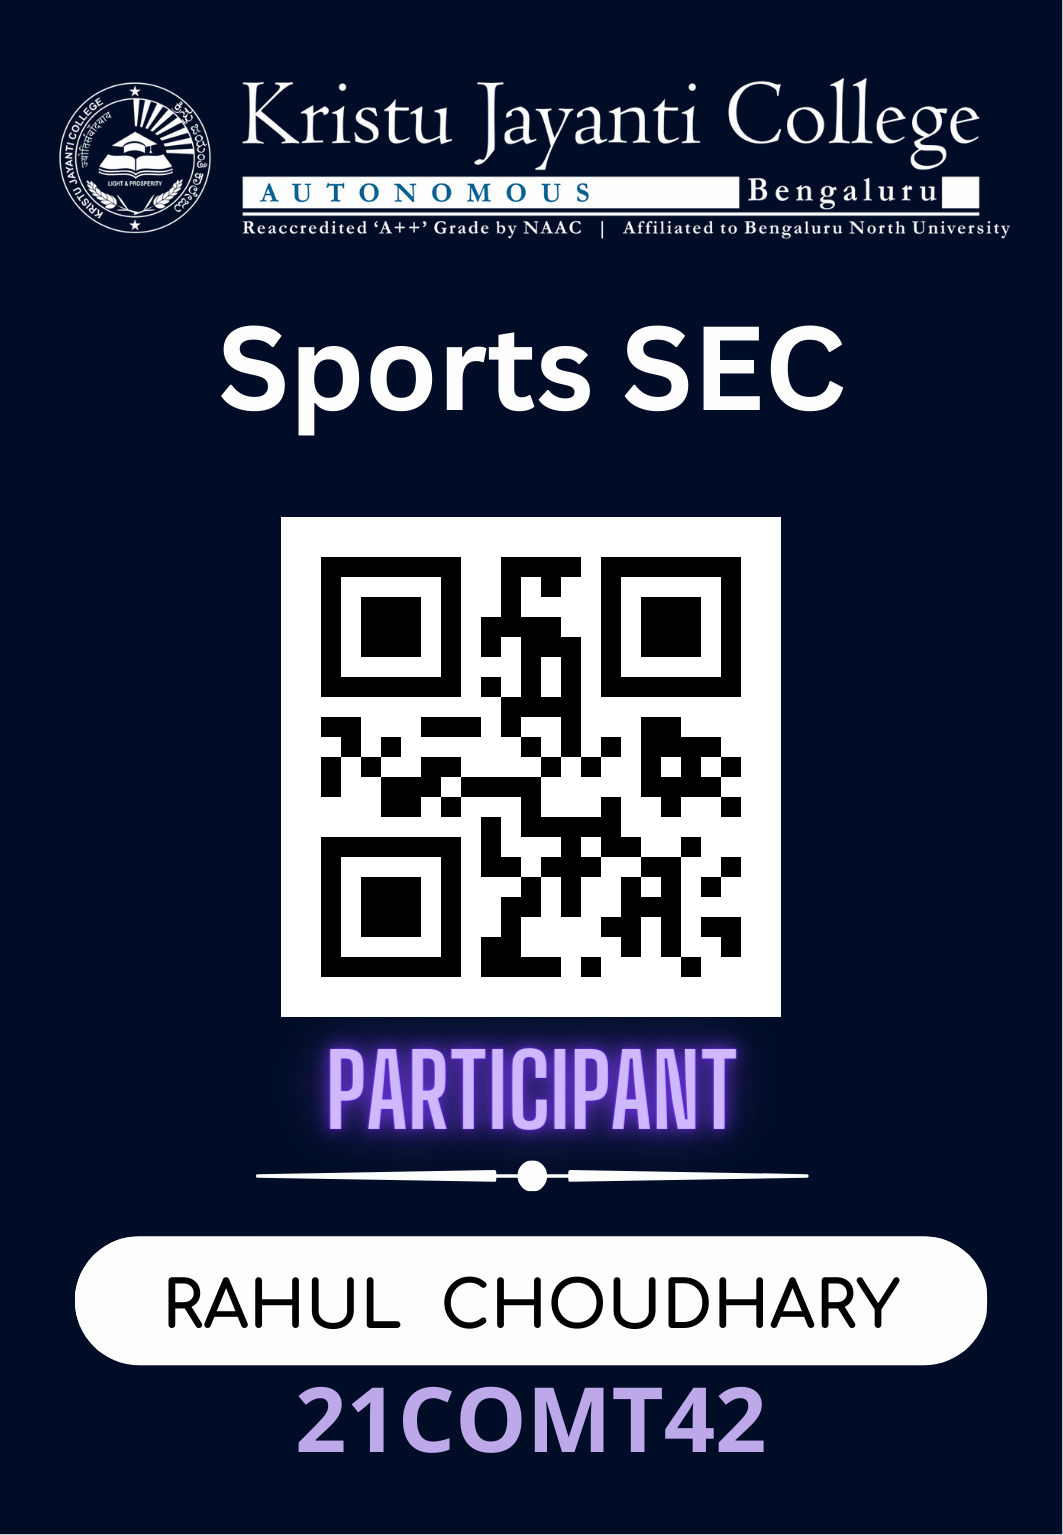 KRISTU JAYANTI COLLEGE
ज्योतिसंवादयाय
LIGHT & PROSPERITY
Kristu Jayanti College
AUTONOMOUS Bengaluru
Reaccredited ‘A++’ Grade by NAAC | Affiliated to Bengaluru North University
Sports SEC
PARTICIPANT
RAHUL CHOUDHARY
21COMT42